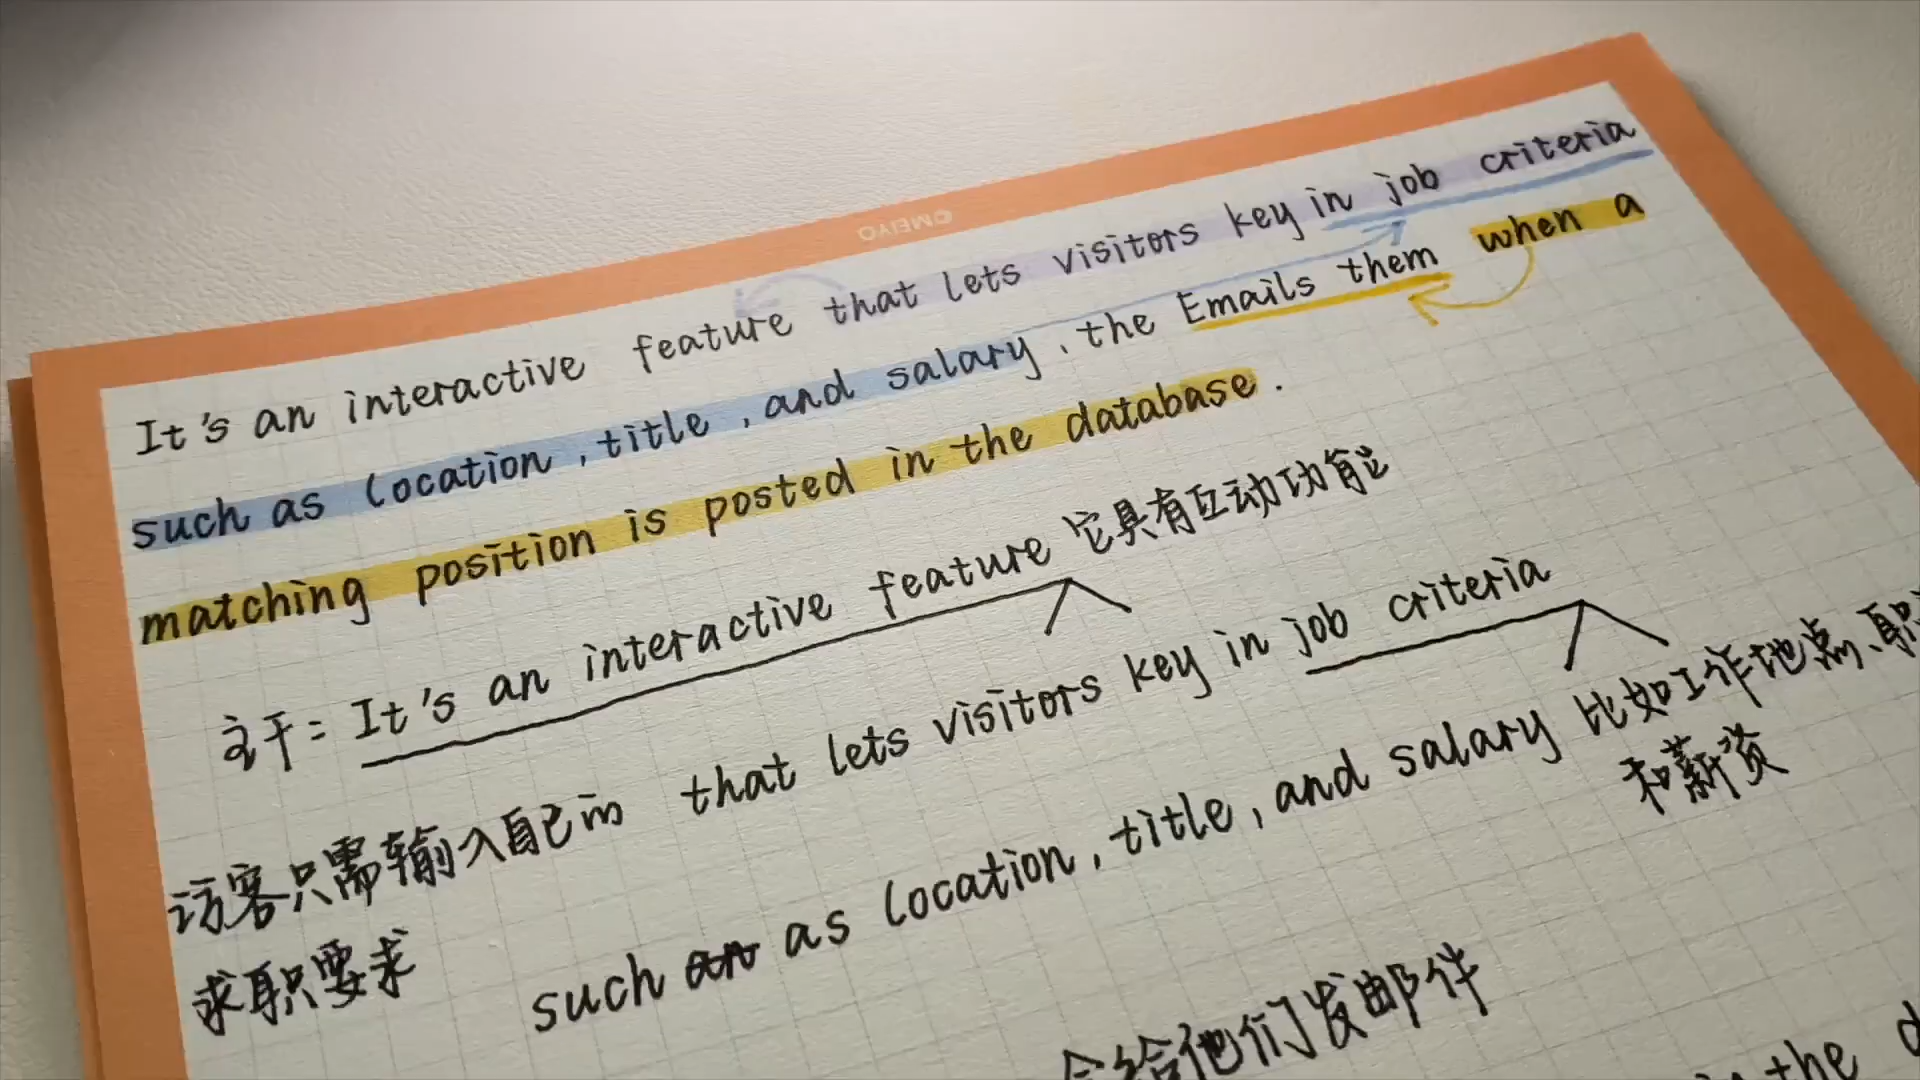 ©MEIYO
It's an interactive feature that lets visitors key in job criteria
such as location, title, and salary, the Emails them when a
matching position is posted in the database.
主干: It's an interactive feature 它具有互动功能
访客只需输入自己的 that lets visitors key in job criteria
求职要求 such an as location, title, and salary 比如工作地点、职
和薪资
会给他们发邮件
in the d